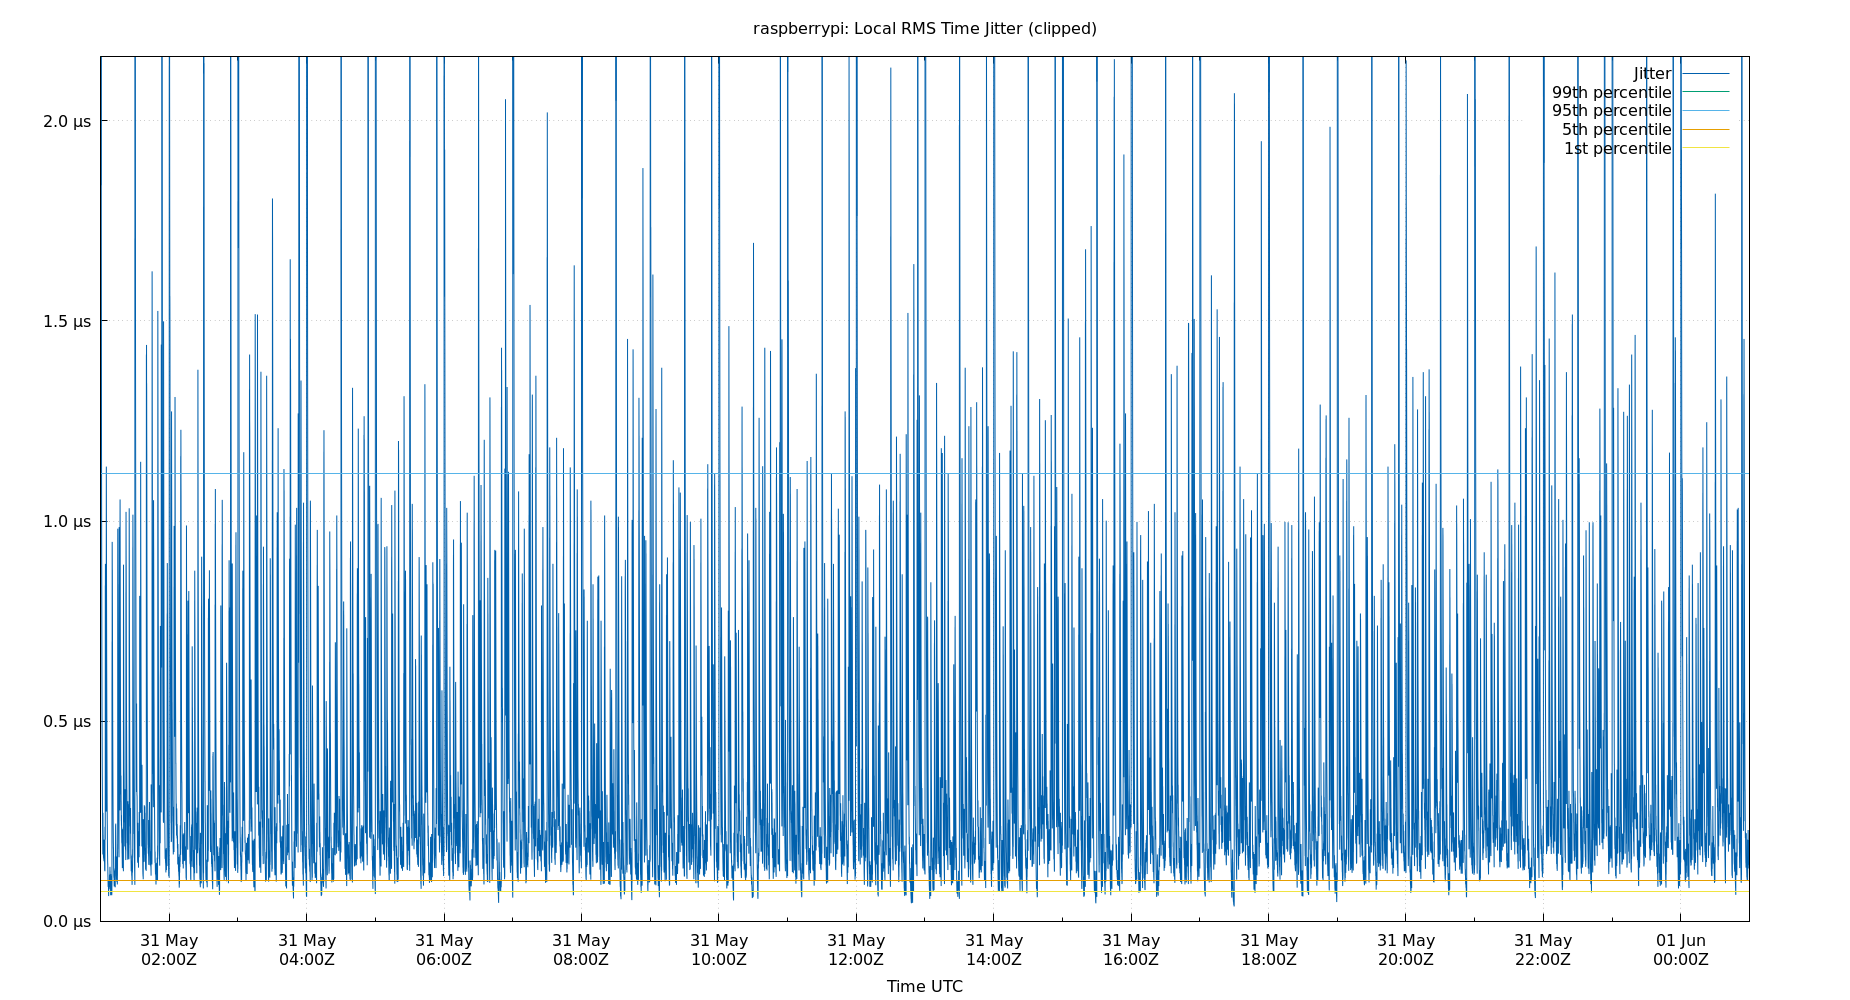 raspberrypi: Local RMS Time Jitter (clipped)
Jitter
99th percentile
95th percentile
5th percentile
1st percentile
2.0 µs
1.5 µs
1.0 µs
0.5 µs
0.0 µs
31 May 31 May 31 May 31 May 31 May 31 May 31 May 31 May 31 May 31 May 31 May 01 Jun
02:00Z 04:00Z 06:00Z 08:00Z 10:00Z 12:00Z 14:00Z 16:00Z 18:00Z 20:00Z 22:00Z 00:00Z
Time UTC